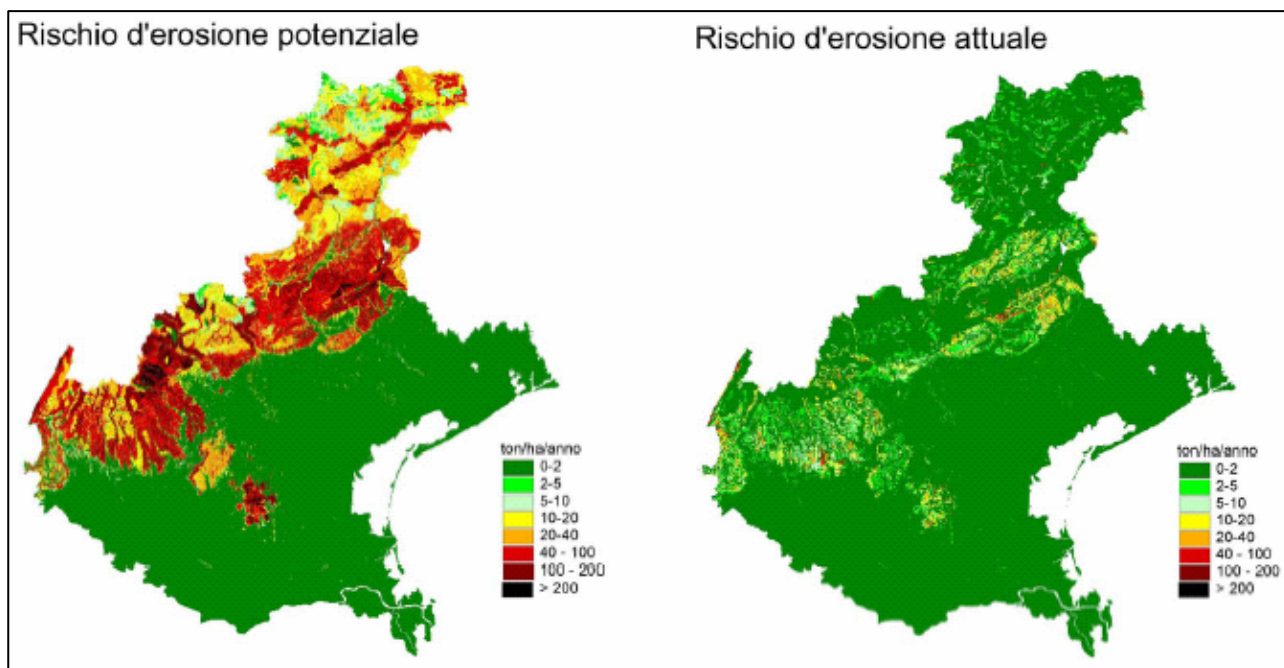 Rischio d'erosione potenziale
Rischio d'erosione attuale
ton/ha/anno
0-2
2-5
5-10
10-20
20-40
40 - 100
100 - 200
> 200
ton/ha/anno
0-2
2-5
5-10
10-20
20-40
40 - 100
100 - 200
> 200